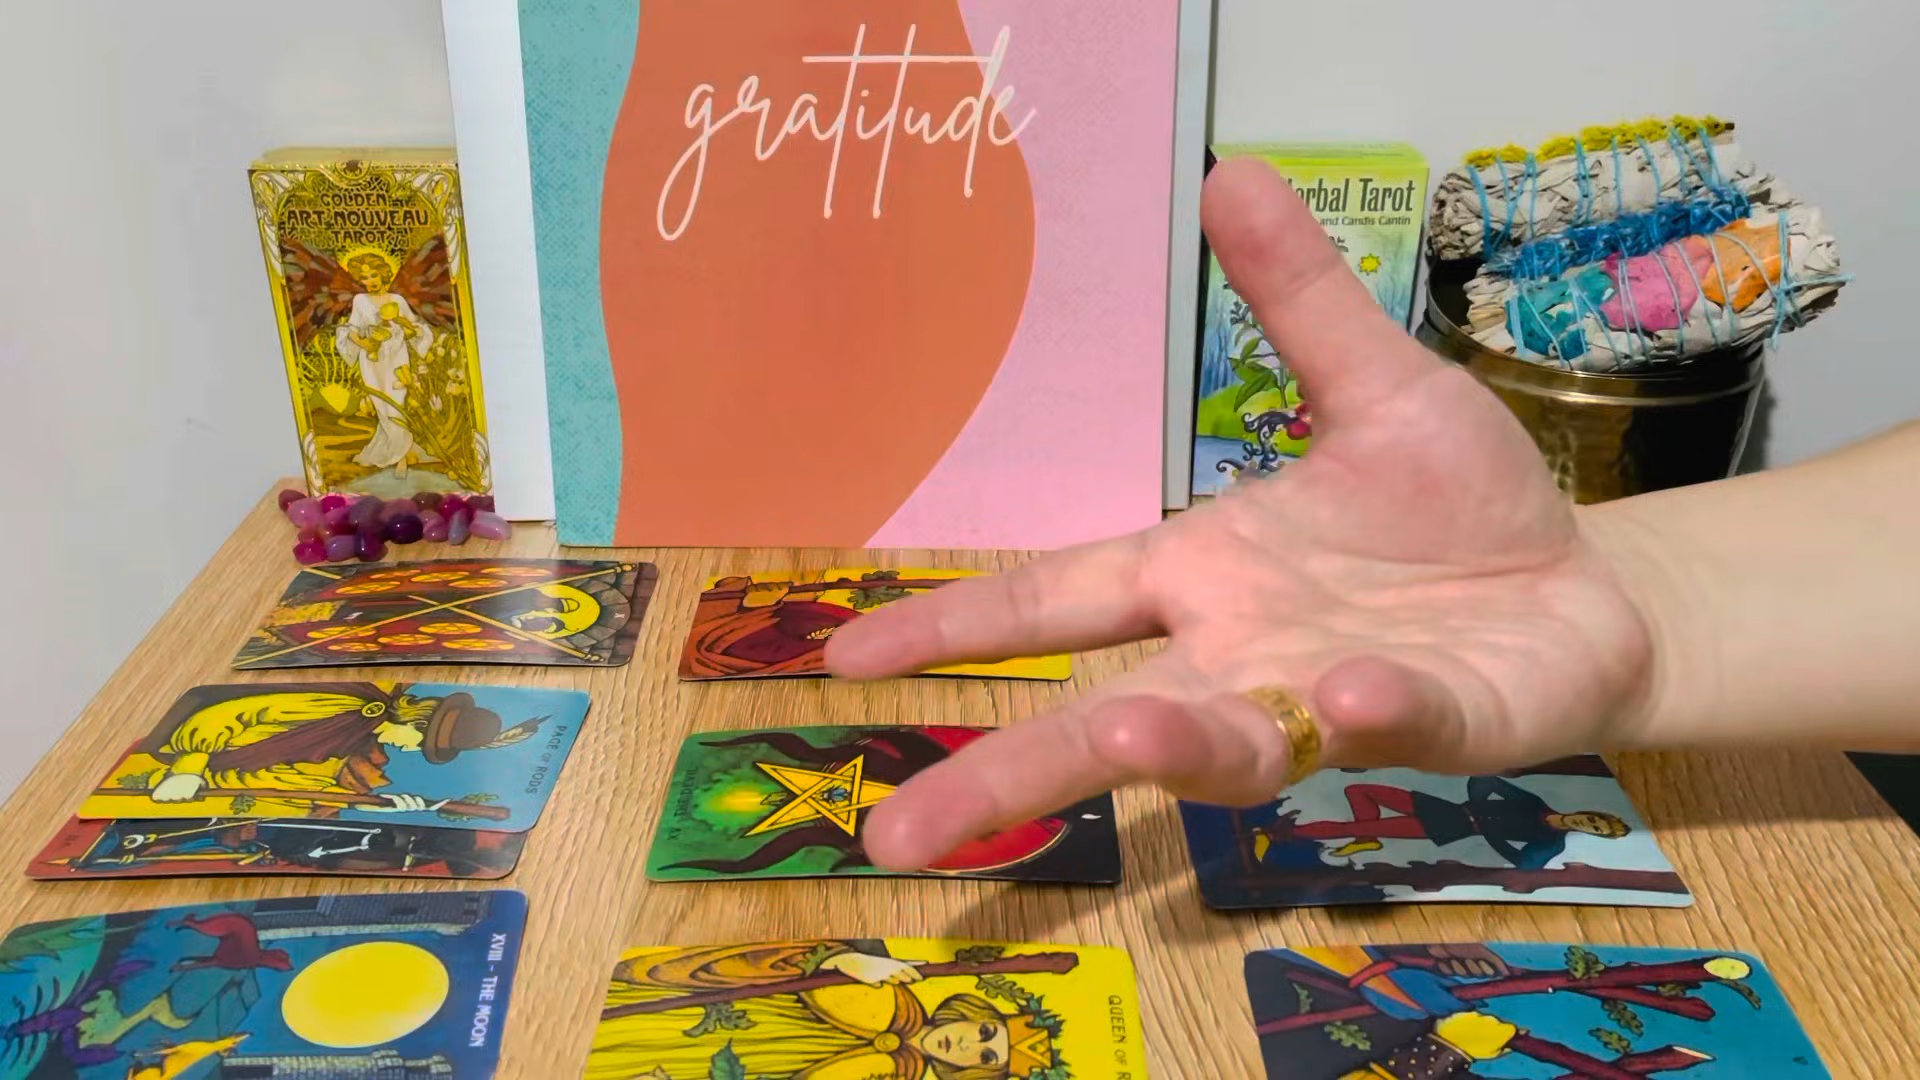 gratitude
GOLDEN
ART NOUVEAU
TAROT
erbal Tarot
and Candis Cantin
PAGE OF RODS
XV THE DEVIL
XVIII - THE MOON
QUEEN OF R